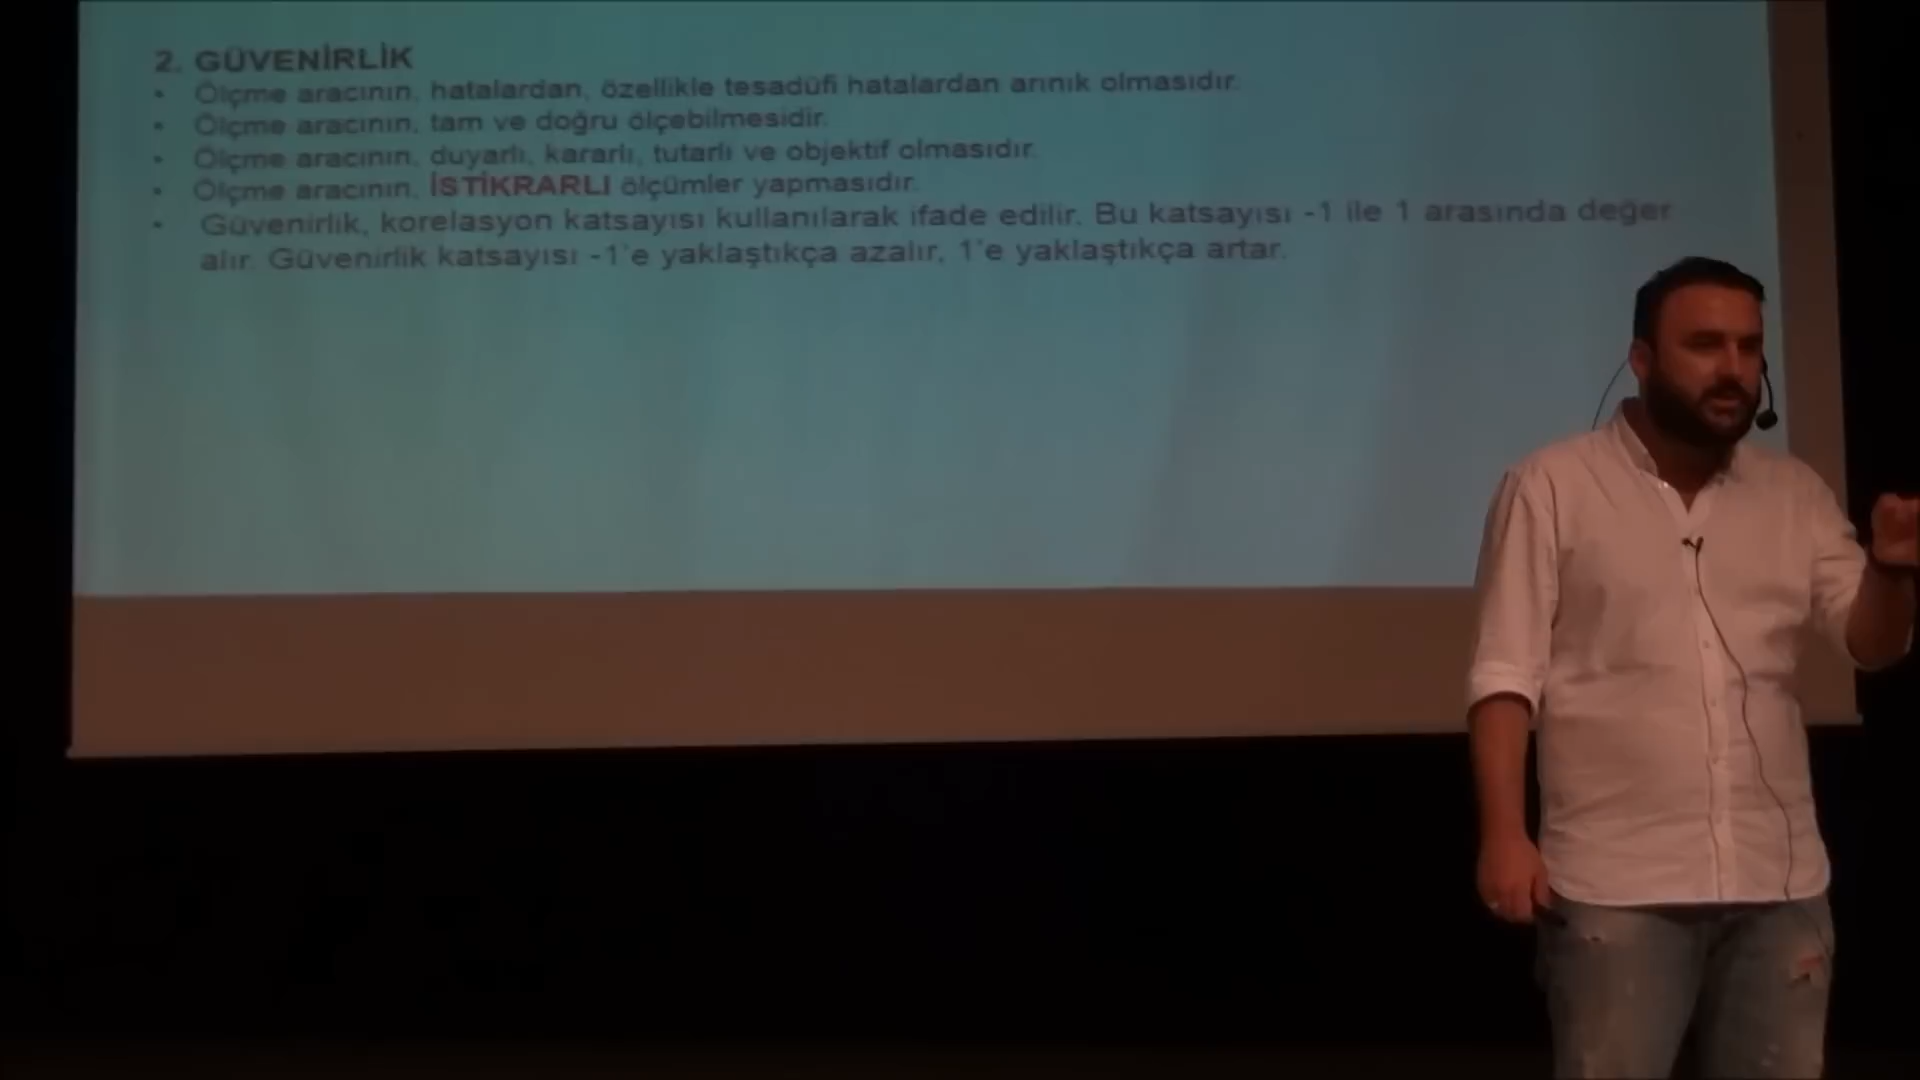 2. GÜVENİRLİK
• Ölçme aracının, hatalardan, özellikle tesadüfi hatalardan arınık olmasıdır.
• Ölçme aracının, tam ve doğru ölçebilmesidir.
• Ölçme aracının, duyarlı, kararlı, tutarlı ve objektif olmasıdır.
• Ölçme aracının, İSTİKRARLI ölçümler yapmasıdır.
• Güvenirlik, korelasyon katsayısı kullanılarak ifade edilir. Bu katsayısı -1 ile 1 arasında değer
alır. Güvenirlik katsayısı -1'e yaklaştıkça azalır, 1'e yaklaştıkça artar.